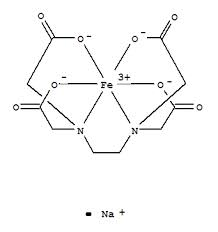 O O
O⁻ O⁻
O⁻ Fe 3+ O⁻
O O
N N
Na +